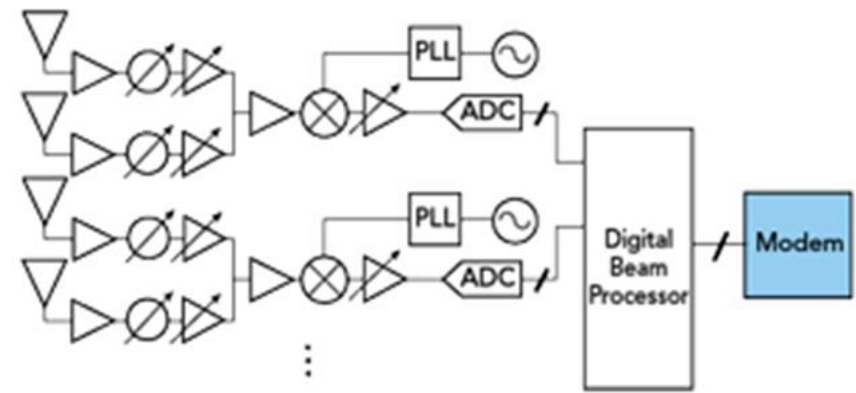 PLL
ADC
PLL
ADC
Digital
Beam
Processor
Modem